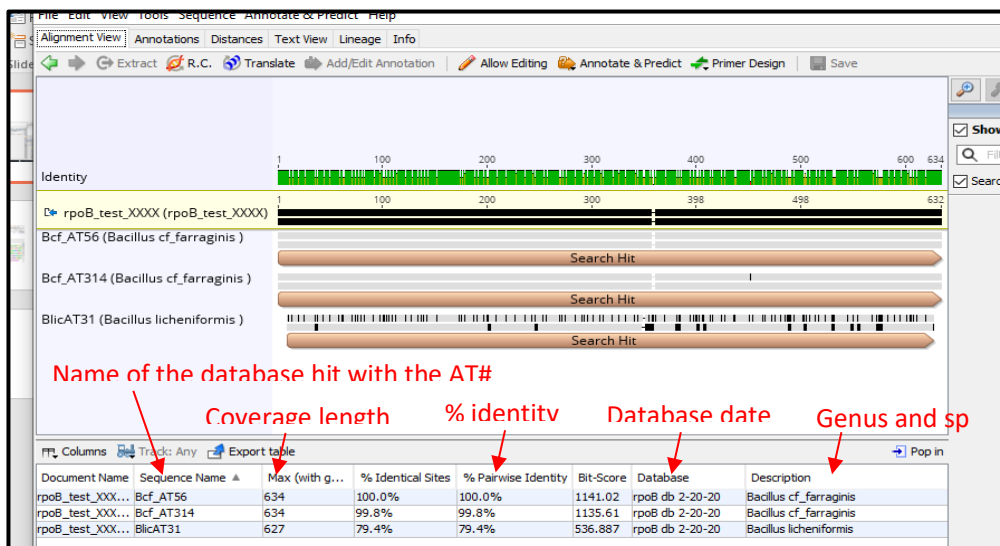 File Edit View Tools Sequence Annotate & Predict Help
Alignment View Annotations Distances Text View Lineage Info
Slide Extract R.C. Translate Add/Edit Annotation Allow Editing Annotate & Predict Primer Design Save
Show
1 100 200 300 400 500 600 634
Identity
Searc
1 100 200 300 398 498 632
rpoB_test_XXXX (rpoB_test_XXXX)
Bcf_AT56 (Bacillus cf_farraginis )
Search Hit
Bcf_AT314 (Bacillus cf_farraginis )
Search Hit
BlicAT31 (Bacillus licheniformis )
Search Hit
Name of the database hit with the AT#
Coverage length % identity Database date Genus and sp
Columns Track: Any Export table Pop in
Document Name Sequence Name Max (with g... % Identical Sites % Pairwise Identity Bit-Score Database Description
rpoB_test_XXX... Bcf_AT56 634 100.0% 100.0% 1141.02 rpoB db 2-20-20 Bacillus cf_farraginis
rpoB_test_XXX... Bcf_AT314 634 99.8% 99.8% 1135.61 rpoB db 2-20-20 Bacillus cf_farraginis
rpoB_test_XXX... BlicAT31 627 79.4% 79.4% 536.887 rpoB db 2-20-20 Bacillus licheniformis